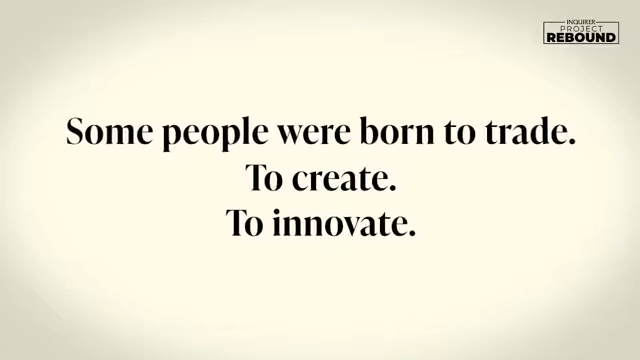 INQUIRER
PROJECT
REBOUND
Some people were born to trade.
To create.
To innovate.